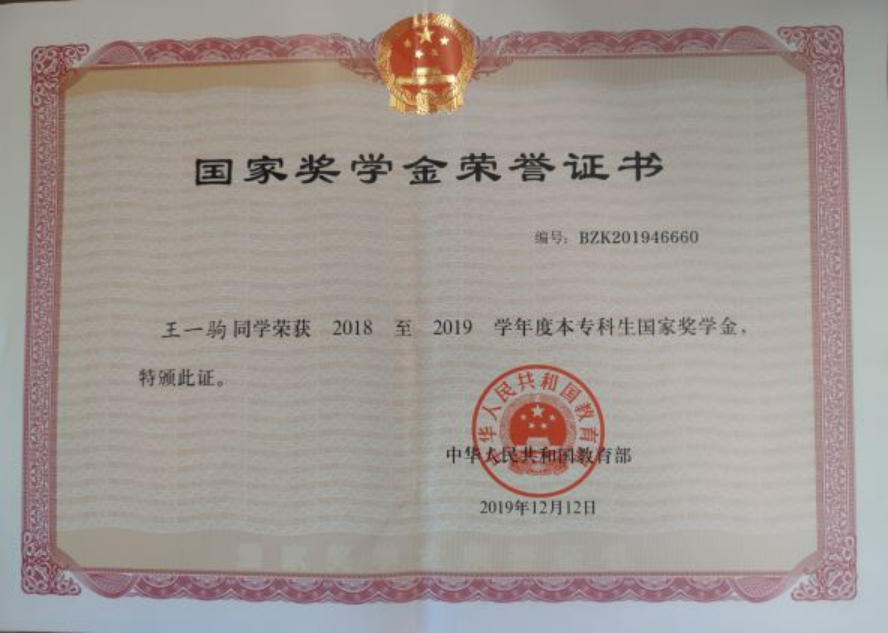 国家奖学金荣誉证书
编号：BZK201946660
王一驹同学荣获 2018 至 2019 学年度本专科生国家奖学金，
特颁此证。
中华人民共和国教育部
中华人民共和国教育部
2019年12月12日